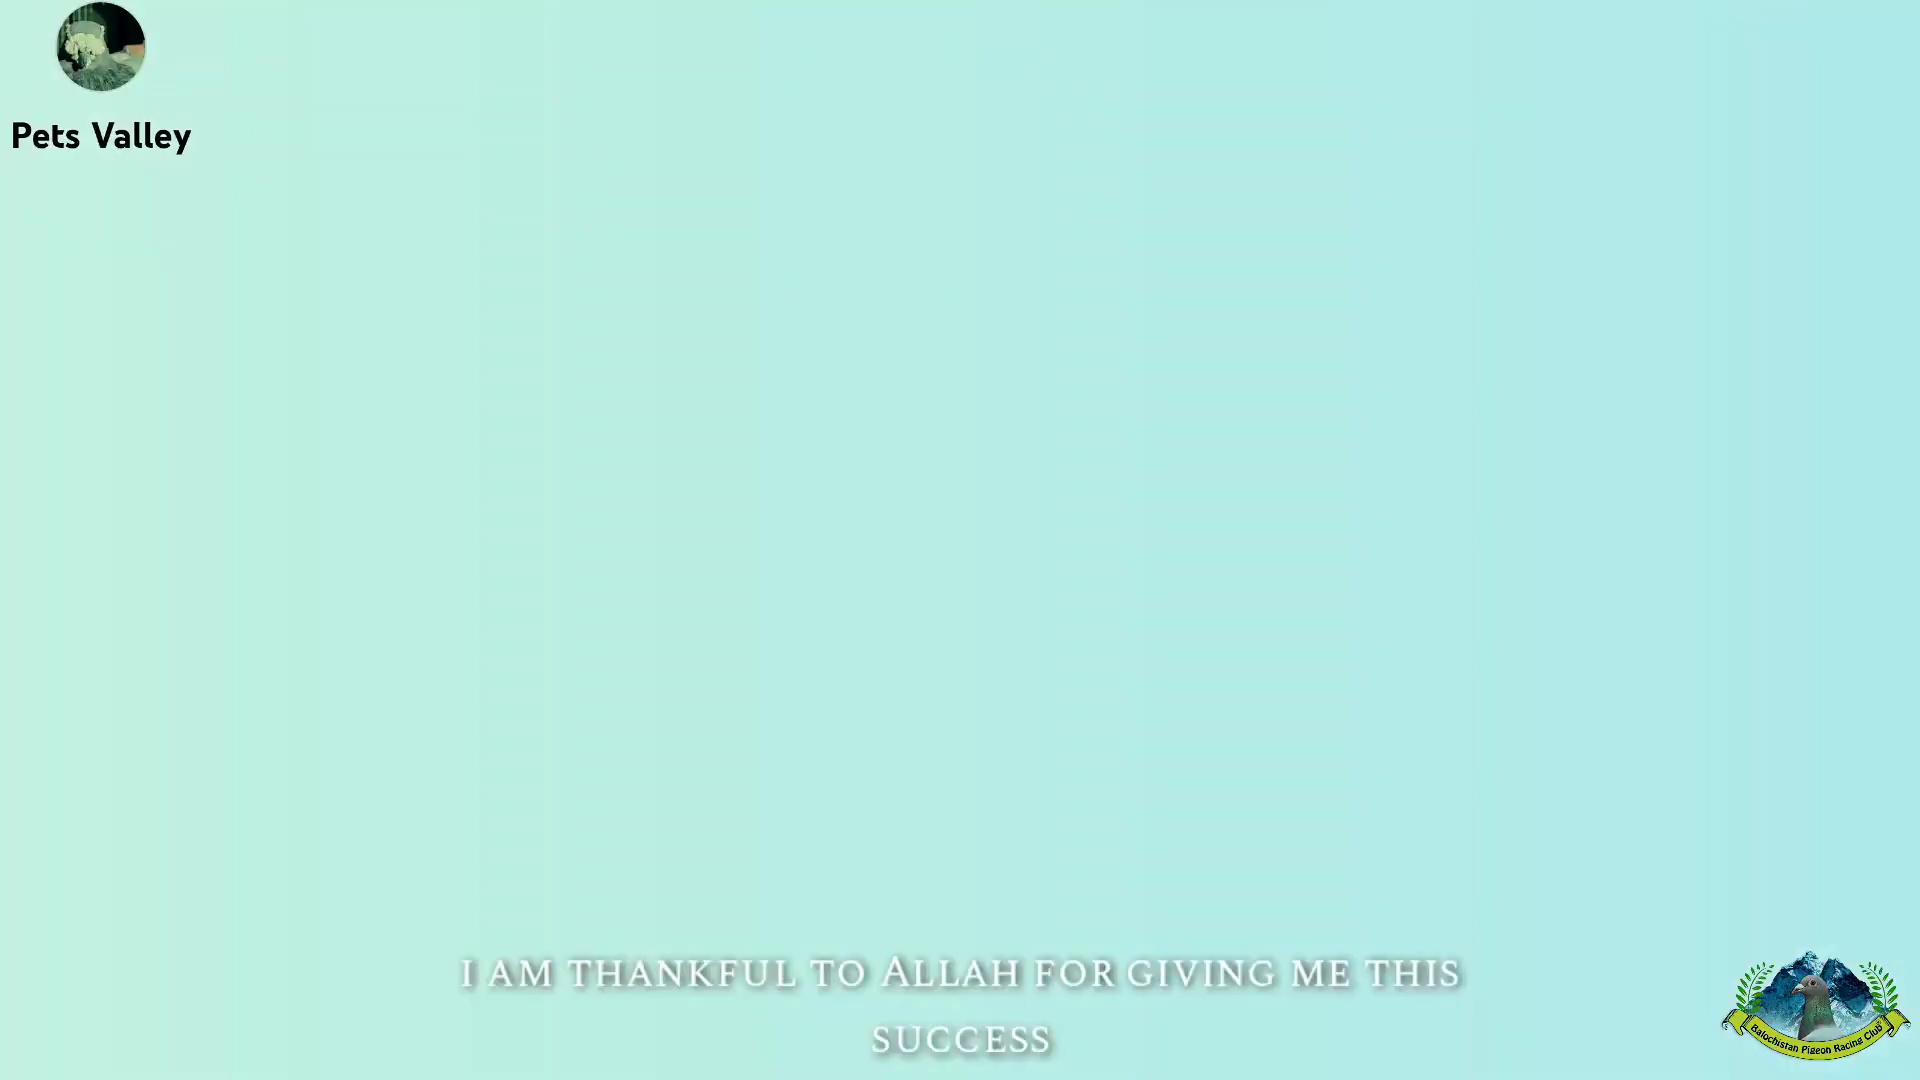 Pets Valley
I AM THANKFUL TO ALLAH FOR GIVING ME THIS
SUCCESS
Balochistan Pigeon Racing Club